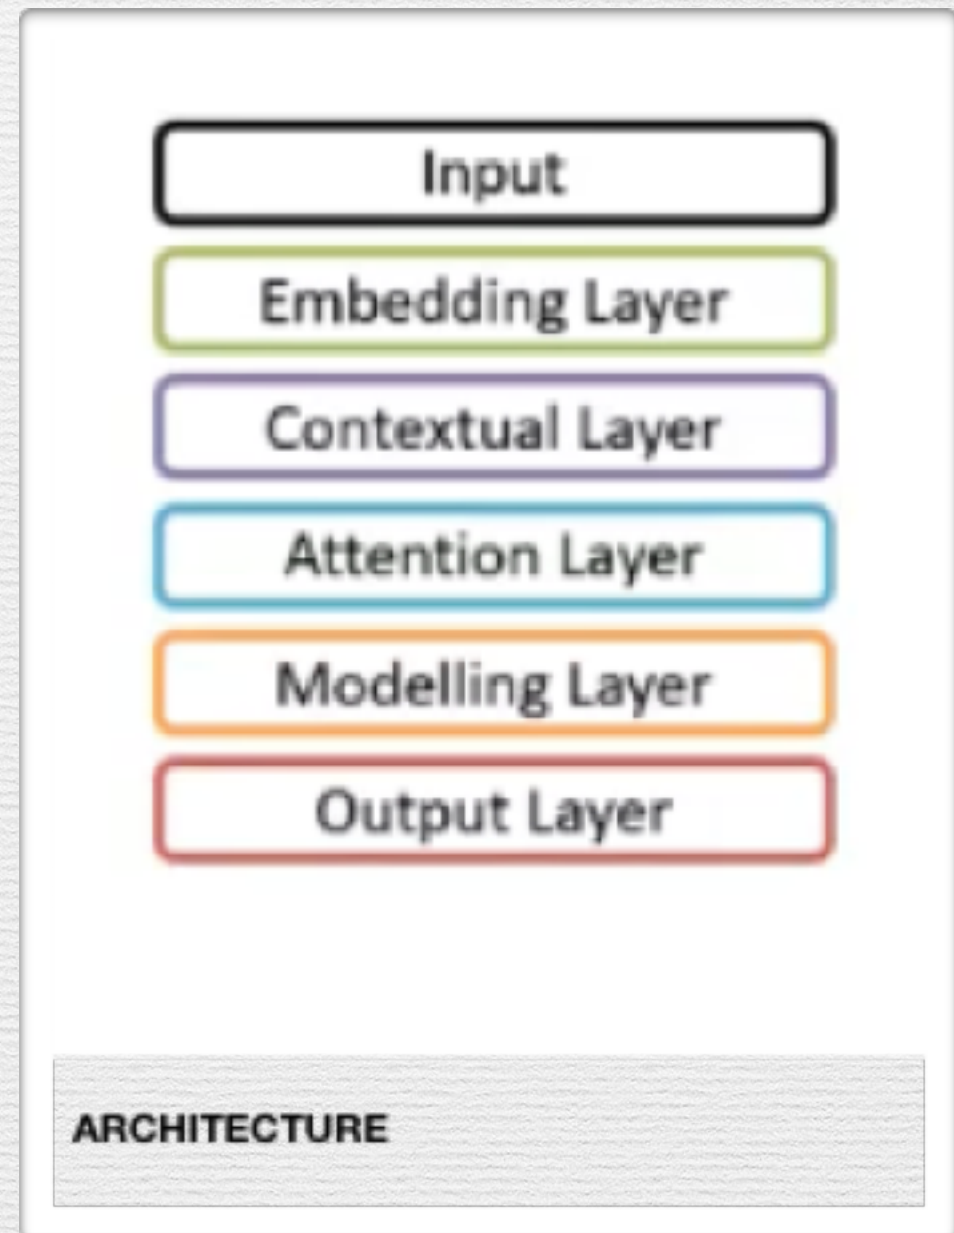 Input
Embedding Layer
Contextual Layer
Attention Layer
Modelling Layer
Output Layer
ARCHITECTURE